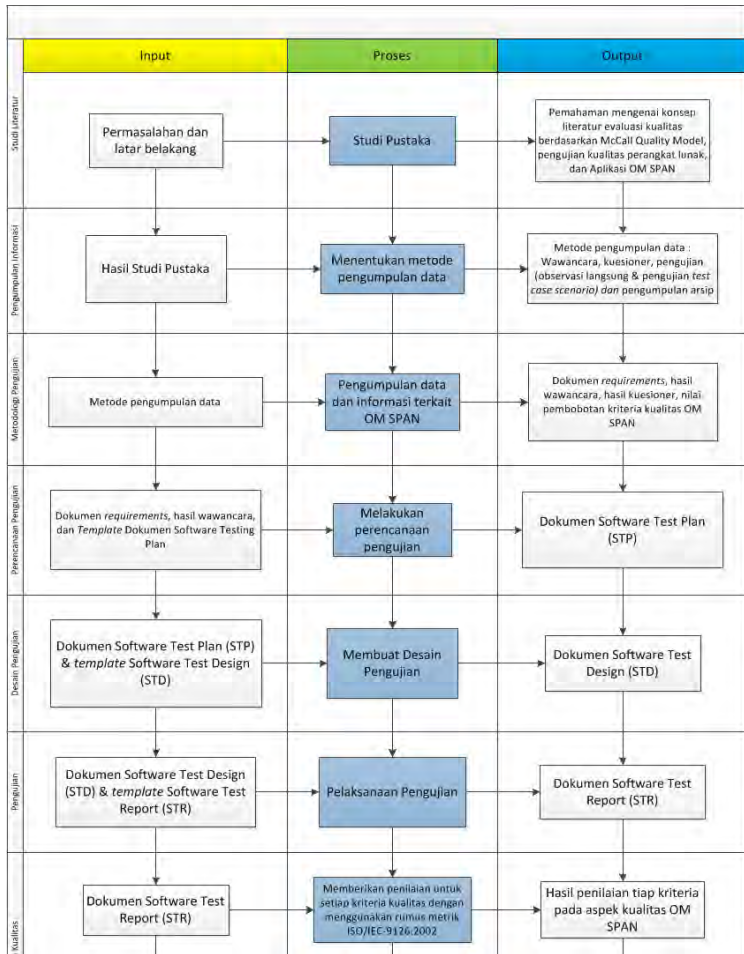 Input
Proses
Output
Studi Literatur
Permasalahan dan
latar belakang
Studi Pustaka
Pemahaman mengenai konsep
literatur evaluasi kualitas
berdasarkan McCall Quality Model,
pengujian kualitas perangkat lunak,
dan Aplikasi OM SPAN
Pengumpulan Informasi
Hasil Studi Pustaka
Menentukan metode
pengumpulan data
Metode pengumpulan data :
Wawancara, kuesioner, pengujian
(observasi langsung & pengujian test
case scenario) dan pengumpulan arsip
Metodologi Pengujian
Metode pengumpulan data
Pengumpulan data
dan informasi terkait
OM SPAN
Dokumen requirements, hasil
wawancara, hasil kuesioner, nilai
pembobotan kriteria kualitas OM
SPAN
Perencanaan Pengujian
Dokumen requirements, hasil wawancara,
dan Template Dokumen Software Testing
Plan
Melakukan
perencanaan
pengujian
Dokumen Software Test Plan
(STP)
Desain Pengujian
Dokumen Software Test Plan (STP)
& template Software Test Design
(STD)
Membuat Desain
Pengujian
Dokumen Software Test
Design (STD)
Pengujian
Dokumen Software Test Design
(STD) & template Software Test
Report (STR)
Pelaksanaan Pengujian
Dokumen Software Test
Report (STR)
Kualitas
Dokumen Software Test
Report (STR)
Memberikan penilaian untuk
setiap kriteria kualitas dengan
menggunakan rumus metrik
ISO/IEC-9126:2002
Hasil penilaian tiap kriteria
pada aspek kualitas OM
SPAN